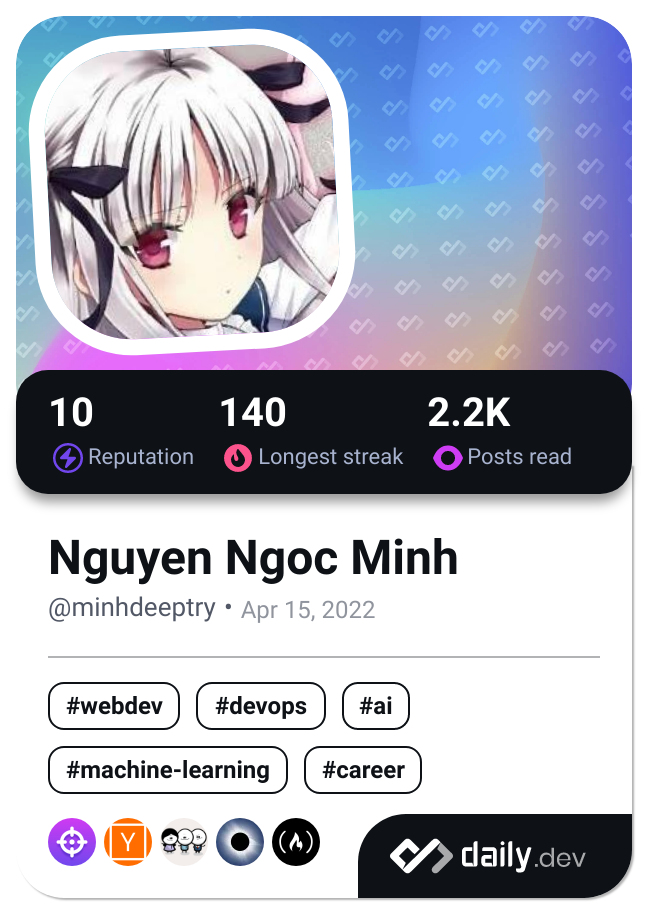 10 140 2.2K
Reputation Longest streak Posts read
Nguyen Ngoc Minh
@minhdeeptry • Apr 15, 2022
#webdev #devops #ai
#machine-learning #career
Y
daily.dev